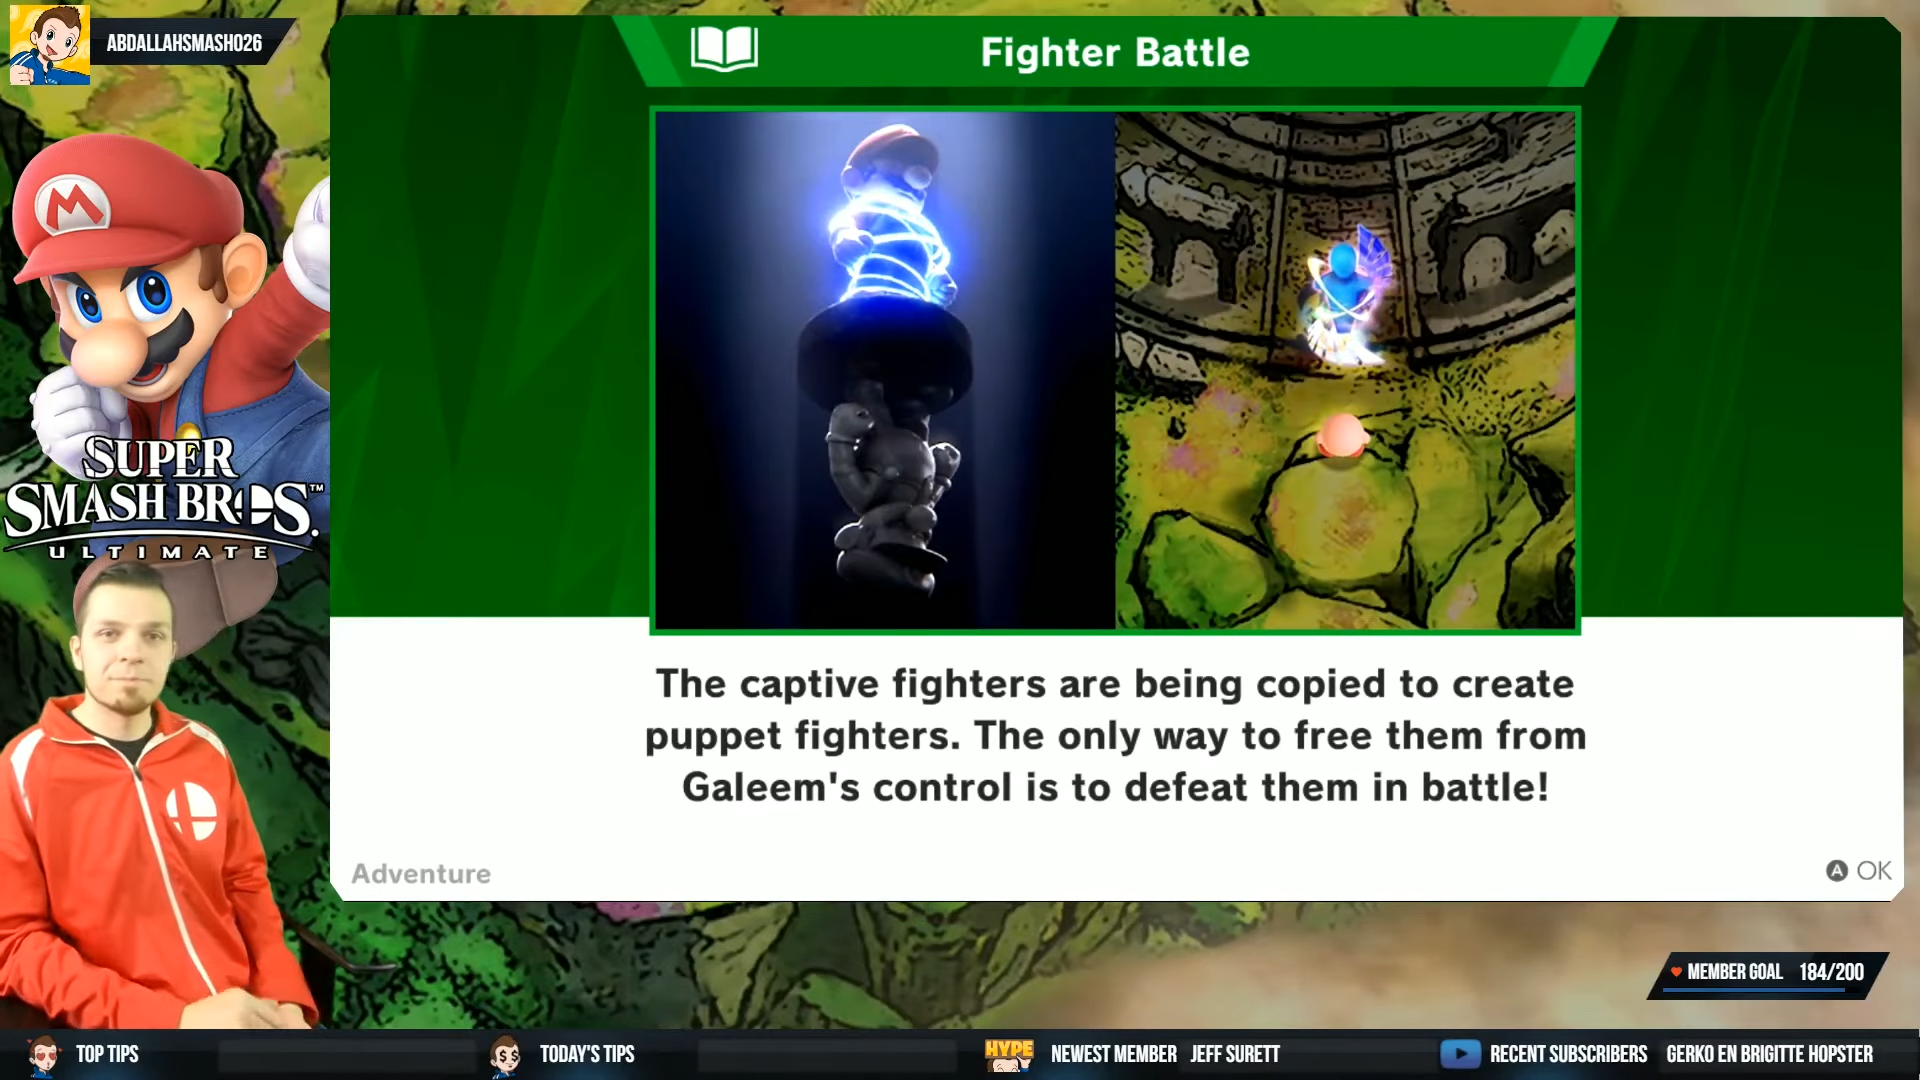 ABDALLAHSMASH026
Fighter Battle
M
SUPER
SMASH BROS.™
ULTIMATE
The captive fighters are being copied to create
puppet fighters. The only way to free them from
Galeem's control is to defeat them in battle!
Adventure
A OK
MEMBER GOAL 184/200
TOP TIPS
TODAY'S TIPS
HYPE
NEWEST MEMBER JEFF SURETT
RECENT SUBSCRIBERS GERKO EN BRIGITTE HOPSTER